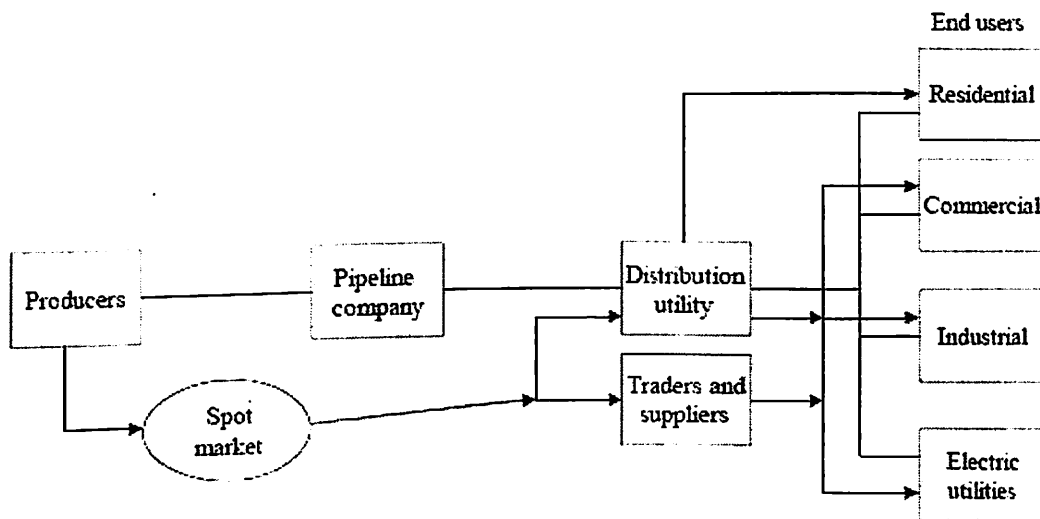 End users
Residential
Commercial
Producers
Pipeline
company
Distribution
utility
Industrial
Traders and
suppliers
Spot
market
Electric
utilities